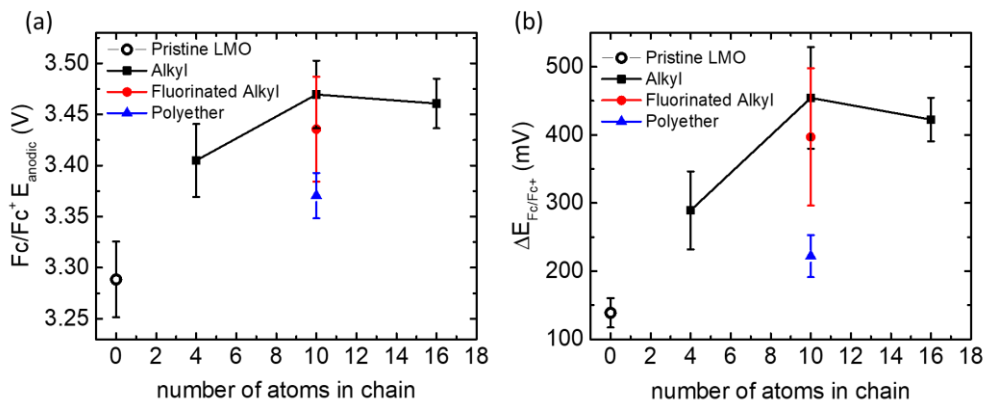 (a)
Fc/Fc⁺ E_anodic (V)
3.50
3.45
3.40
3.35
3.30
3.25
Pristine LMO
Alkyl
Fluorinated Alkyl
Polyether
0 2 4 6 8 10 12 14 16 18
number of atoms in chain
(b)
ΔE_Fc/Fc+ (mV)
500
400
300
200
100
Pristine LMO
Alkyl
Fluorinated Alkyl
Polyether
0 2 4 6 8 10 12 14 16 18
number of atoms in chain